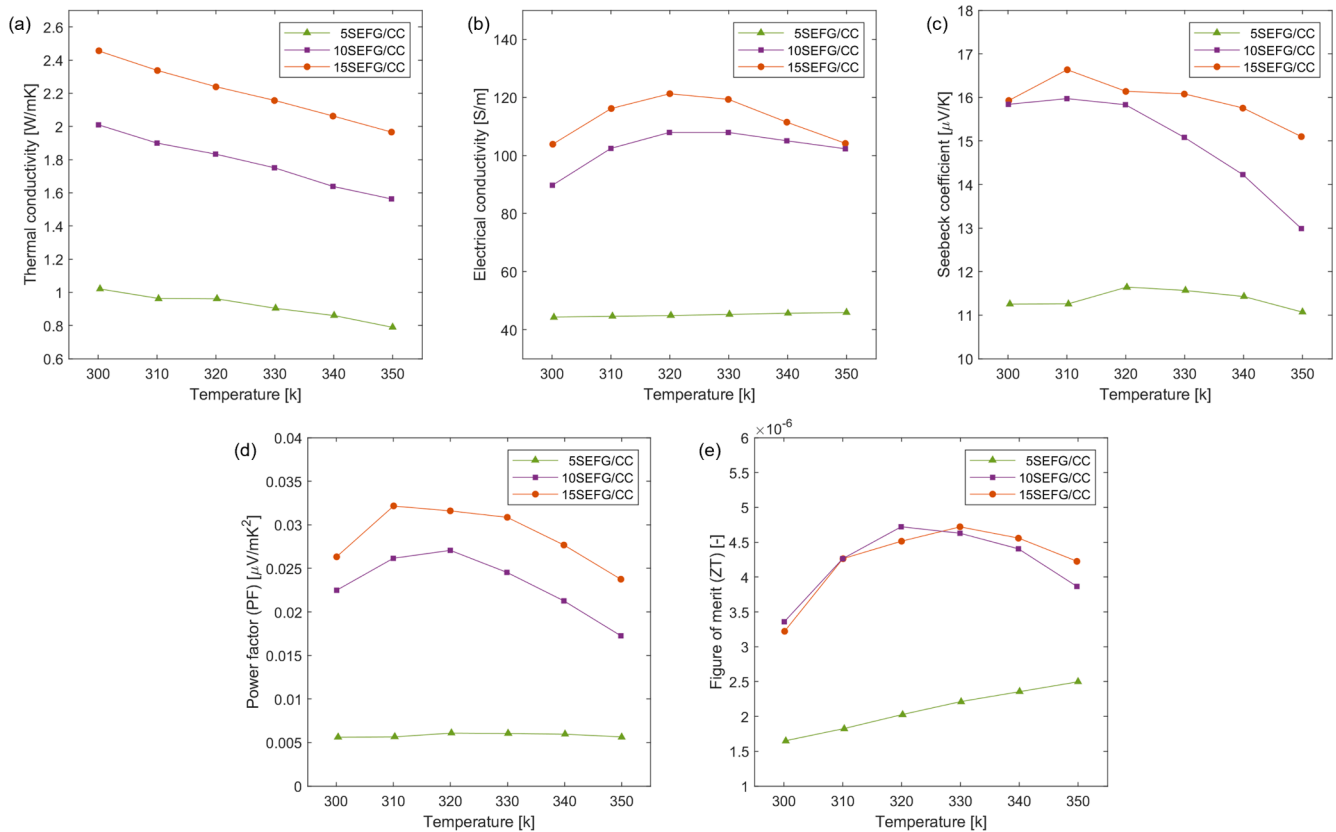 (a)
2.6
2.4
2.2
2
1.8
1.6
1.4
1.2
1
0.8
0.6
Thermal conductivity [W/mK]
5SEFG/CC
10SEFG/CC
15SEFG/CC
300 310 320 330 340 350
Temperature [k]
(b)
140
120
100
80
60
40
Electrical conductivity [S/m]
5SEFG/CC
10SEFG/CC
15SEFG/CC
300 310 320 330 340 350
Temperature [k]
(c)
18
17
16
15
14
13
12
11
10
Seebeck coefficient [μV/K]
5SEFG/CC
10SEFG/CC
15SEFG/CC
300 310 320 330 340 350
Temperature [k]
(d)
0.04
0.035
0.03
0.025
0.02
0.015
0.01
0.005
0
Power factor (PF) [μV/mK²]
5SEFG/CC
10SEFG/CC
15SEFG/CC
300 310 320 330 340 350
Temperature [k]
(e)
×10⁻⁶
6
5.5
5
4.5
4
3.5
3
2.5
2
1.5
1
Figure of merit (ZT) [-]
5SEFG/CC
10SEFG/CC
15SEFG/CC
300 310 320 330 340 350
Temperature [k]